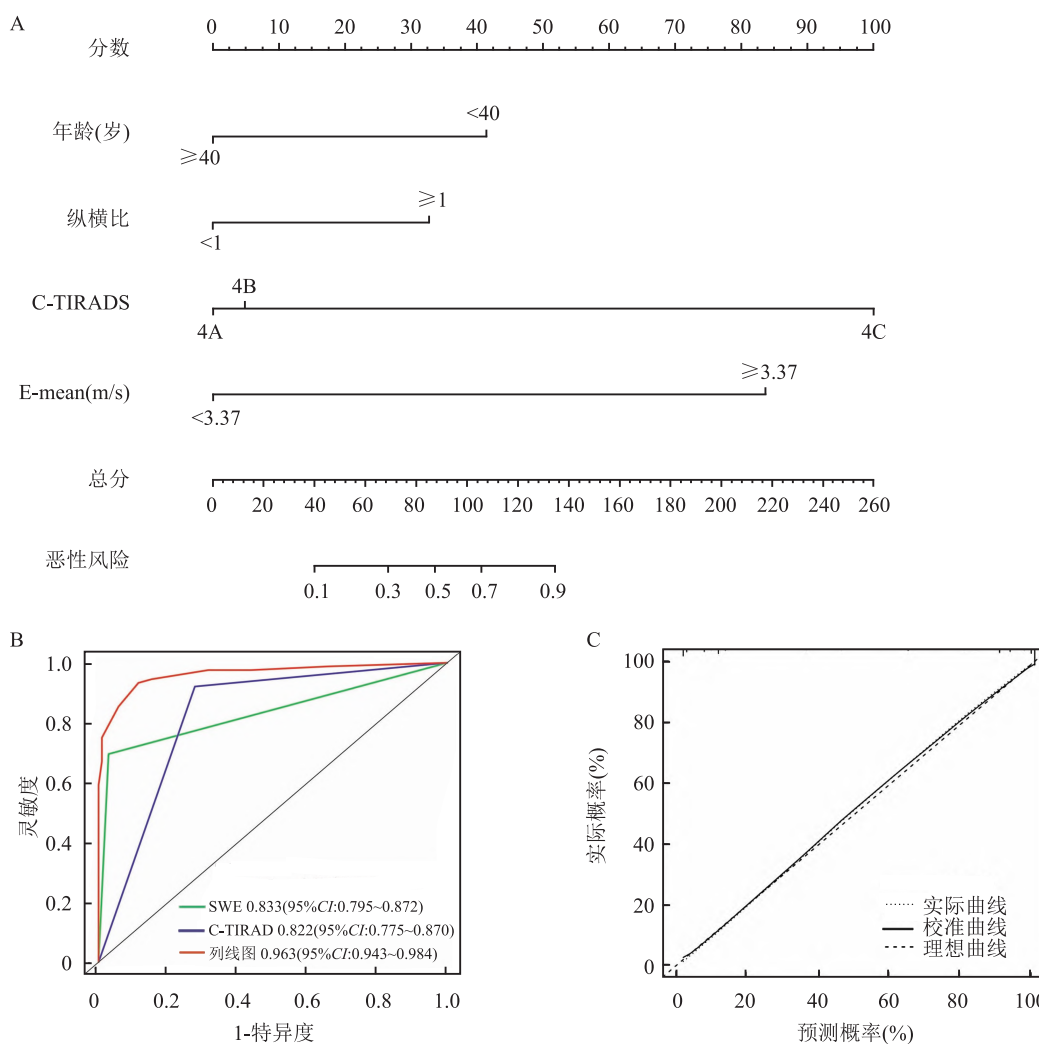 A
分数
0 10 20 30 40 50 60 70 80 90 100
<40
年龄(岁)
≥40
≥1
纵横比
<1
4B
C-TIRADS
4A 4C
≥3.37
E-mean(m/s)
<3.37
总分
0 20 40 60 80 100 120 140 160 180 200 220 240 260
恶性风险
0.1 0.3 0.5 0.7 0.9
B
1.0
0.8
0.6
0.4
0.2
0
灵敏度
SWE 0.833(95%CI:0.795~0.872)
C-TIRAD 0.822(95%CI:0.775~0.870)
列线图 0.963(95%CI:0.943~0.984)
0 0.2 0.4 0.6 0.8 1.0
1-特异度
C
100
80
60
40
20
0
实际概率(%)
实际曲线
校准曲线
理想曲线
0 20 40 60 80 100
预测概率(%)